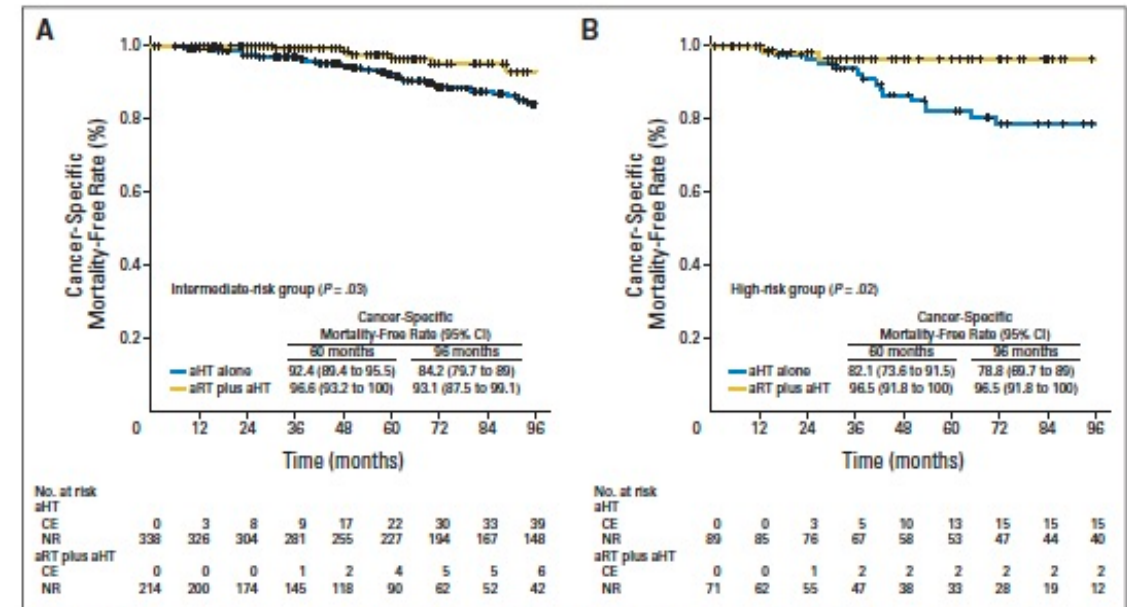 A
Cancer-Specific
Mortality-Free Rate (%)
1.0
0.8
0.6
0.4
0.2
Intermediate-risk group (P = .03)
Cancer-Specific
Mortality-Free Rate (95% CI)
60 months 96 months
aHT alone 92.4 (89.4 to 95.5) 84.2 (79.7 to 89)
aRT plus aHT 96.6 (93.2 to 100) 93.1 (87.5 to 99.1)
0 12 24 36 48 60 72 84 96
Time (months)
No. at risk
aHT
CE 0 3 8 9 17 22 30 33 39
NR 338 326 304 281 255 227 194 167 148
aRT plus aHT
CE 0 0 0 1 2 4 5 5 6
NR 214 200 174 145 118 90 62 52 42
B
Cancer-Specific
Mortality-Free Rate (%)
1.0
0.8
0.6
0.4
0.2
High-risk group (P = .02)
Cancer-Specific
Mortality-Free Rate (95% CI)
60 months 96 months
aHT alone 82.1 (73.6 to 91.5) 78.8 (69.7 to 89)
aRT plus aHT 96.5 (91.8 to 100) 96.5 (91.8 to 100)
0 12 24 36 48 60 72 84 96
Time (months)
No. at risk
aHT
CE 0 0 3 5 10 13 15 15 15
NR 89 85 76 67 58 53 47 44 40
aRT plus aHT
CE 0 0 1 2 2 2 2 2 2
NR 71 62 55 47 38 33 28 19 12